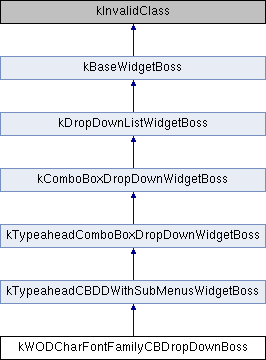 kInvalidClass
kBaseWidgetBoss
kDropDownListWidgetBoss
kComboBoxDropDownWidgetBoss
kTypeaheadComboBoxDropDownWidgetBoss
kTypeaheadCBDDWithSubMenusWidgetBoss
kWODCharFontFamilyCBDropDownBoss